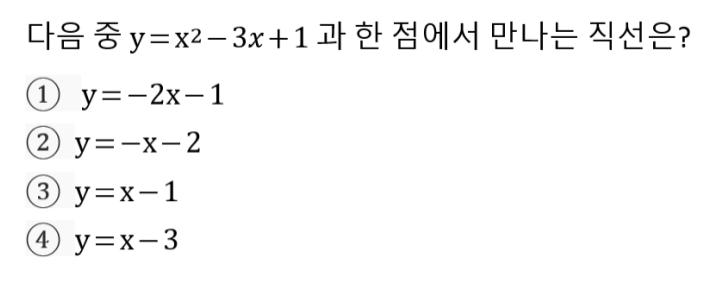 다음 중 y=x2-3x+1 과 한 점에서 만나는 직선은?
① y=-2x-1
② y=-x-2
③ y=x-1
④ y=x-3